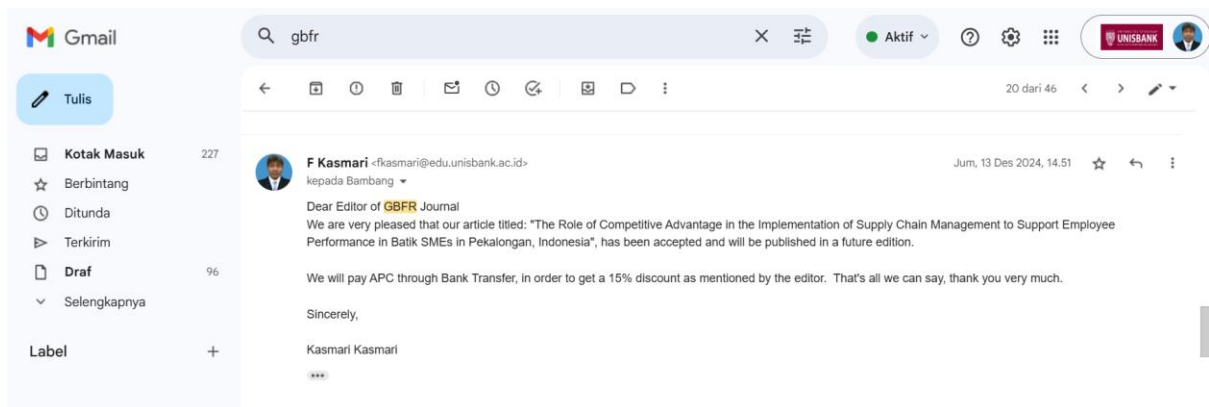 Gmail
gbfr
Aktif
UNISBANK
Tulis
20 dari 46
Kotak Masuk 227
Berbintang
Ditunda
Terkirim
Draf 96
Selengkapnya
Label
F Kasmari <fkasmari@edu.unisbank.ac.id>
Jum, 13 Des 2024, 14.51
kepada Bambang
Dear Editor of GBFR Journal
We are very pleased that our article titled: "The Role of Competitive Advantage in the Implementation of Supply Chain Management to Support Employee
Performance in Batik SMEs in Pekalongan, Indonesia", has been accepted and will be published in a future edition.
We will pay APC through Bank Transfer, in order to get a 15% discount as mentioned by the editor. That's all we can say, thank you very much.
Sincerely,
Kasmari Kasmari